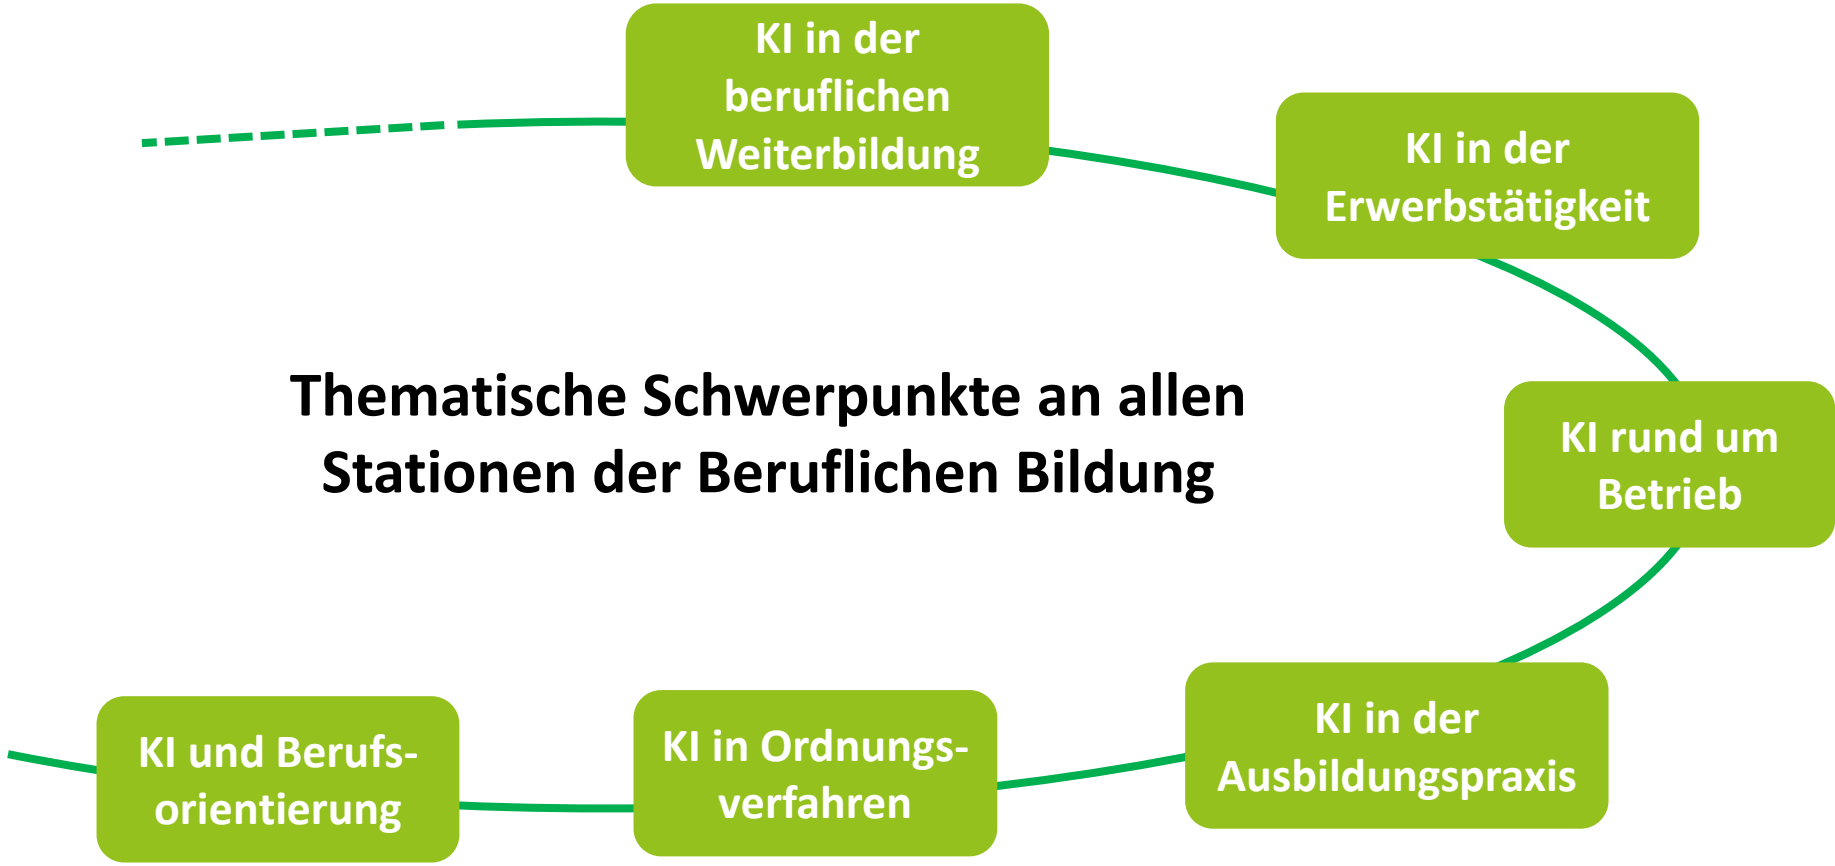 KI in der
beruflichen
Weiterbildung
KI in der
Erwerbstätigkeit
Thematische Schwerpunkte an allen
Stationen der Beruflichen Bildung
KI rund um
Betrieb
KI in der
Ausbildungspraxis
KI in Ordnungs-
verfahren
KI und Berufs-
orientierung